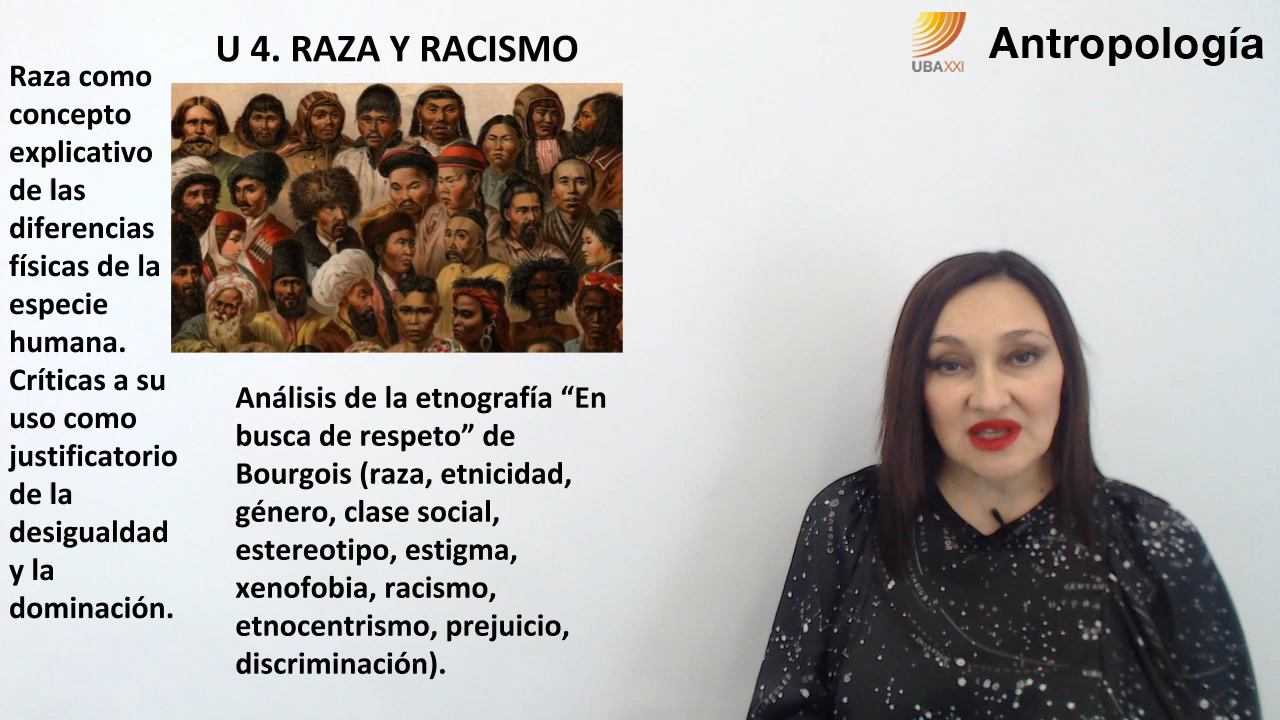 U 4. RAZA Y RACISMO
UBAXXI
Antropología
Raza como
concepto
explicativo
de las
diferencias
físicas de la
especie
humana.
Críticas a su
uso como
justificatorio
de la
desigualdad
y la
dominación.
Análisis de la etnografía “En
busca de respeto” de
Bourgois (raza, etnicidad,
género, clase social,
estereotipo, estigma,
xenofobia, racismo,
etnocentrismo, prejuicio,
discriminación).